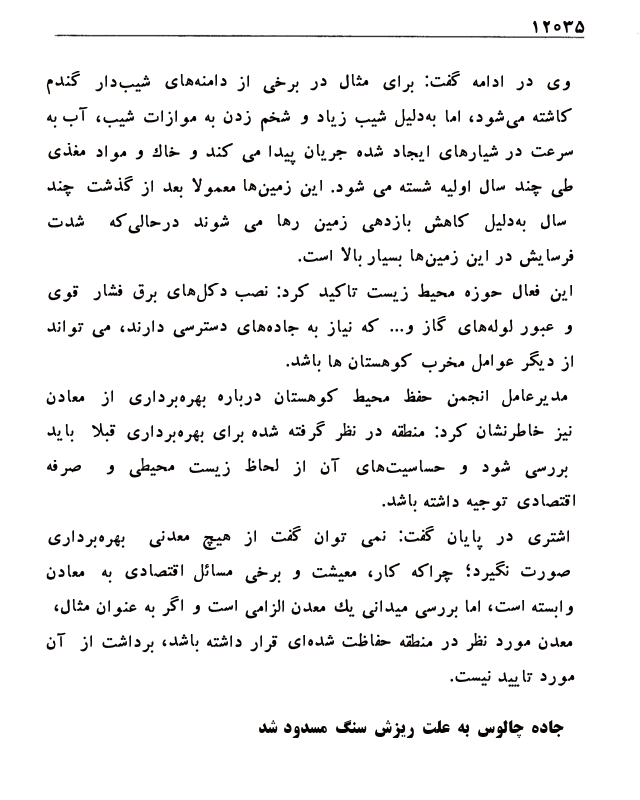 ۱۲۰۳۵
وی در ادامه گفت: برای مثال در برخی از دامنه‌های شیب‌دار گندم
کاشته می‌شود، اما به‌دلیل شیب زیاد و شخم زدن به موازات شیب، آب به
سرعت در شیارهای ایجاد شده جریان پیدا می کند و خاك و مواد مغذی
طی چند سال اولیه شسته می شود. این زمین‌ها معمولا بعد از گذشت چند
سال به‌دلیل کاهش بازدهی زمین رها می شوند درحالی‌که شدت
فرسایش در این زمین‌ها بسیار بالا است.
این فعال حوزه محیط زیست تاکید کرد: نصب دکل‌های برق فشار قوی
و عبور لوله‌های گاز و... که نیاز به جاده‌های دسترسی دارند، می تواند
از دیگر عوامل مخرب کوهستان ها باشد.
مدیرعامل انجمن حفظ محیط کوهستان درباره بهره‌برداری از معادن
نیز خاطرنشان کرد: منطقه در نظر گرفته شده برای بهره‌برداری قبلا باید
بررسی شود و حساسیت‌های آن از لحاظ زیست محیطی و صرفه
اقتصادی توجیه داشته باشد.
اشتری در پایان گفت: نمی توان گفت از هیچ معدنی بهره‌برداری
صورت نگیرد؛ چراکه کار، معیشت و برخی مسائل اقتصادی به معادن
وابسته است، اما بررسی میدانی یك معدن الزامی است و اگر به عنوان مثال،
معدن مورد نظر در منطقه حفاظت شده‌ای قرار داشته باشد، برداشت از آن
مورد تایید نیست.
جاده چالوس به علت ریزش سنگ مسدود شد